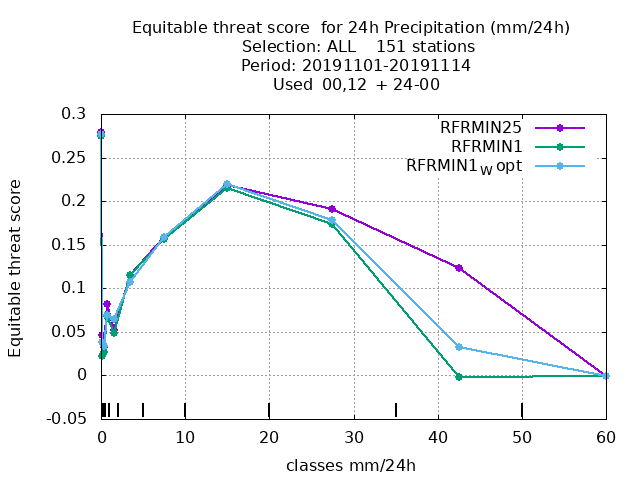 Equitable threat score  for 24h Precipitation (mm/24h)
Selection: ALL    151 stations
Period: 20191101-20191114
Used  00,12  + 24-00
RFRMIN25
RFRMIN1
RFRMIN1W opt
0.3
0.25
0.2
0.15
0.1
0.05
0
-0.05
Equitable threat score
0 10 20 30 40 50 60
classes mm/24h